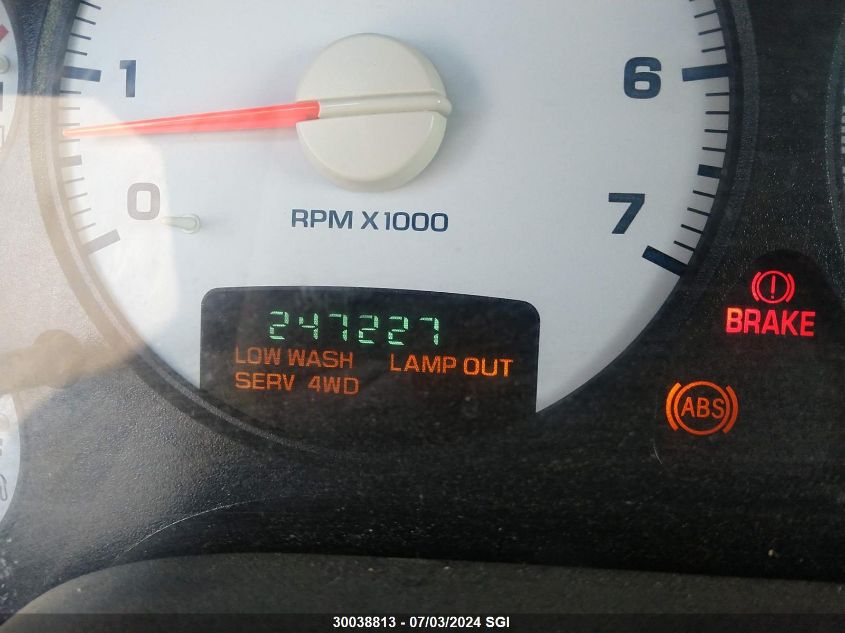 1 6
0 7
RPM X1000
247227
LOW WASH LAMP OUT
SERV 4WD
BRAKE
ABS
30038813 - 07/03/2024 SGI